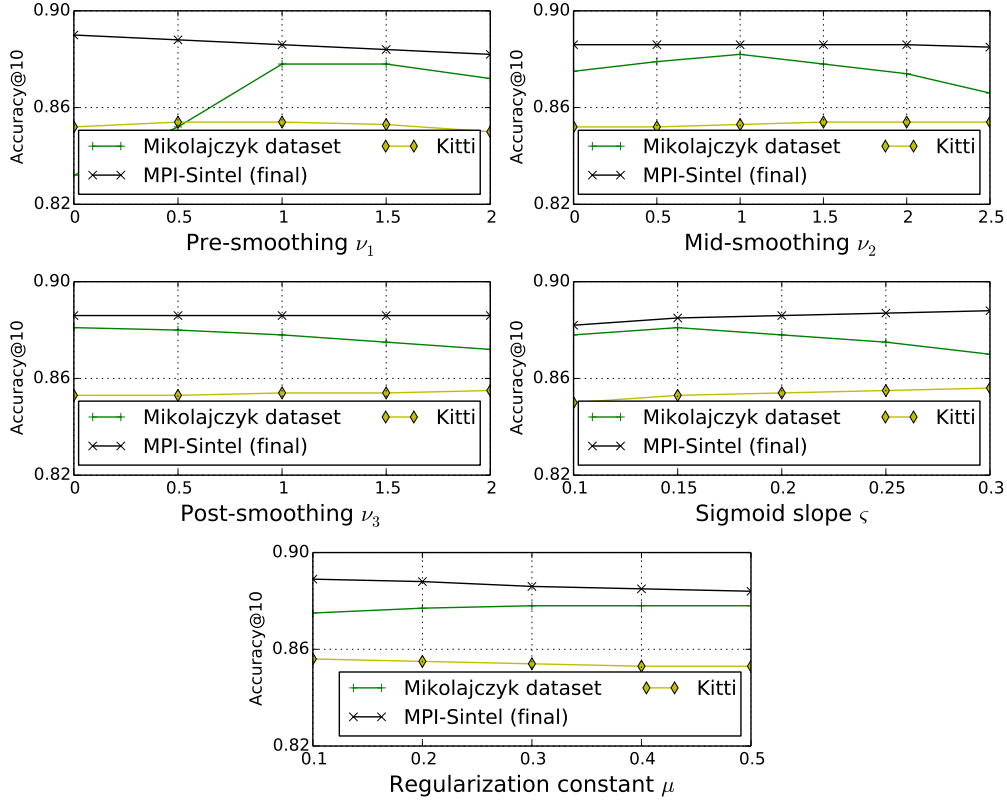 0.90
0.86
0.82
Accuracy@10
Mikolajczyk dataset
Kitti
MPI-Sintel (final)
0 0.5 1 1.5 2
Pre-smoothing ν₁
0.90
0.86
0.82
Accuracy@10
Mikolajczyk dataset
Kitti
MPI-Sintel (final)
0 0.5 1 1.5 2 2.5
Mid-smoothing ν₂
0.90
0.86
0.82
Accuracy@10
Mikolajczyk dataset
Kitti
MPI-Sintel (final)
0 0.5 1 1.5 2
Post-smoothing ν₃
0.90
0.86
0.82
Accuracy@10
Mikolajczyk dataset
Kitti
MPI-Sintel (final)
0.1 0.15 0.2 0.25 0.3
Sigmoid slope ς
0.90
0.86
0.82
Accuracy@10
Mikolajczyk dataset
Kitti
MPI-Sintel (final)
0.1 0.2 0.3 0.4 0.5
Regularization constant μ